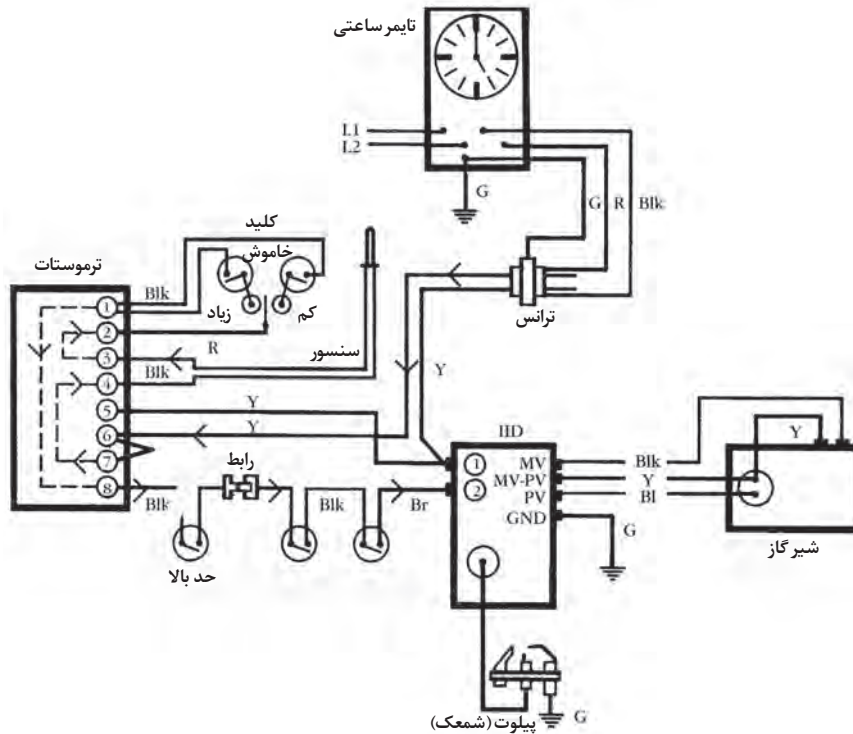 تایمر ساعتی
L1
L2
G
G R Blk
کلید
خاموش
ترموستات
Blk
زیاد
کم
ترانس
1
2
3
4
5
6
7
8
R
سنسور
Blk
Y
Y
Y
رابط
Blk
Blk
Br
حد بالا
IID
1
2
MV
MV-PV
PV
GND
Blk
Y
Bl
G
Y
شیر گاز
پیلوت (شمعک)
G